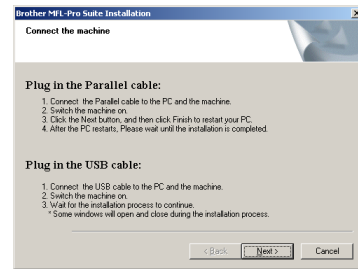 Brother MFL-Pro Suite Installation
Connect the machine
Plug in the Parallel cable:
1. Connect the Parallel cable to the PC and the machine.
2. Switch the machine on.
3. Click the Next button, and then click Finish to restart your PC.
4. After the PC restarts, Please wait until the installation is completed.
Plug in the USB cable:
1. Connect the USB cable to the PC and the machine.
2. Switch the machine on.
3. Wait for the installation process to continue.
* Some windows will open and close during the installation process.
< Back
Next >
Cancel